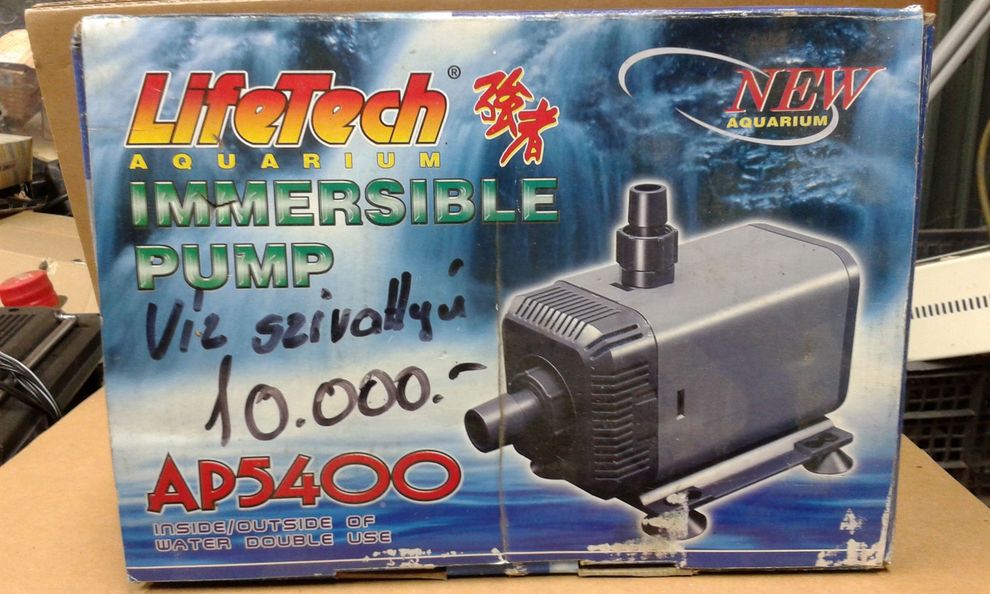 LifeTech® 強者
AQUARIUM
NEW
AQUARIUM
IMMERSIBLE
PUMP
Víz szivattyú
10.000.-
AP5400
INSIDE/OUTSIDE OF
WATER DOUBLE USE